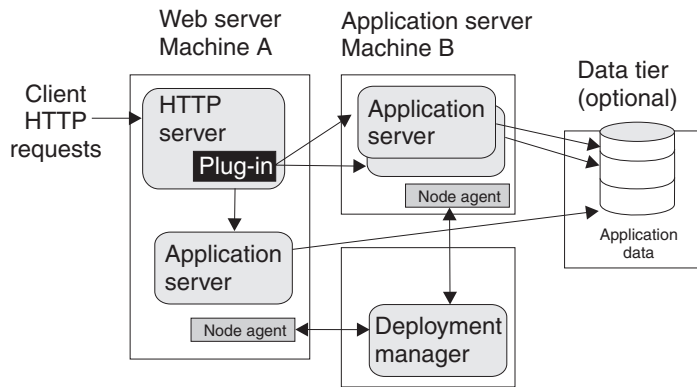 Web server
Machine A
Application server
Machine B
Data tier
(optional)
Client
HTTP
requests
HTTP
server
Plug-in
Application
server
Node agent
Application
server
Node agent
Application
data
Deployment
manager